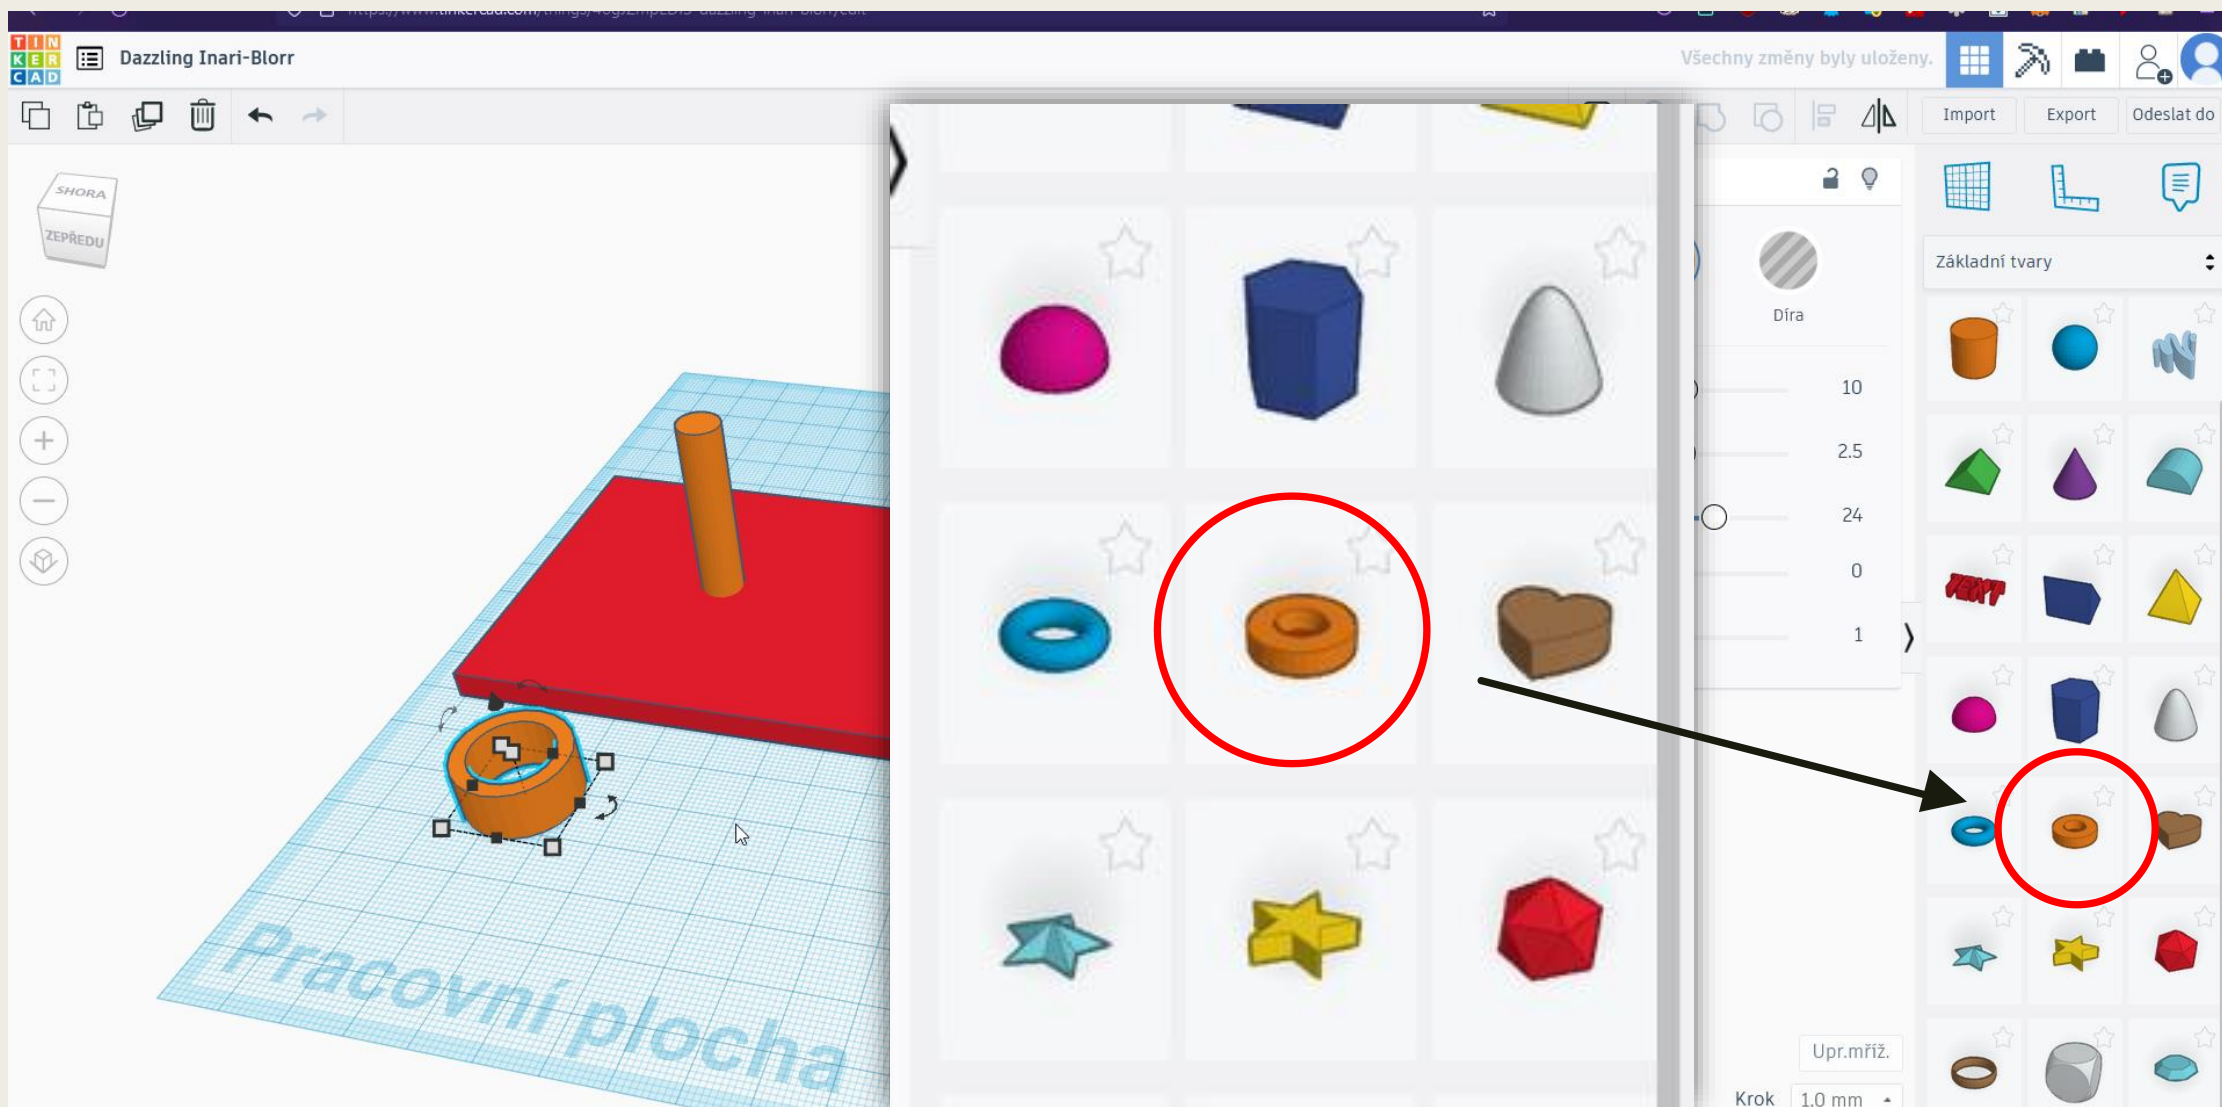 TIN
KER
CAD
Dazzling Inari-Blorr
Všechny změny byly uloženy.
Import
Export
Odeslat do
SHORA
ZEPŘEDU
Základní tvary
Díra
10
2.5
24
0
1
TEXT
Pracovní plocha
Upr.mříž.
Krok
1.0 mm